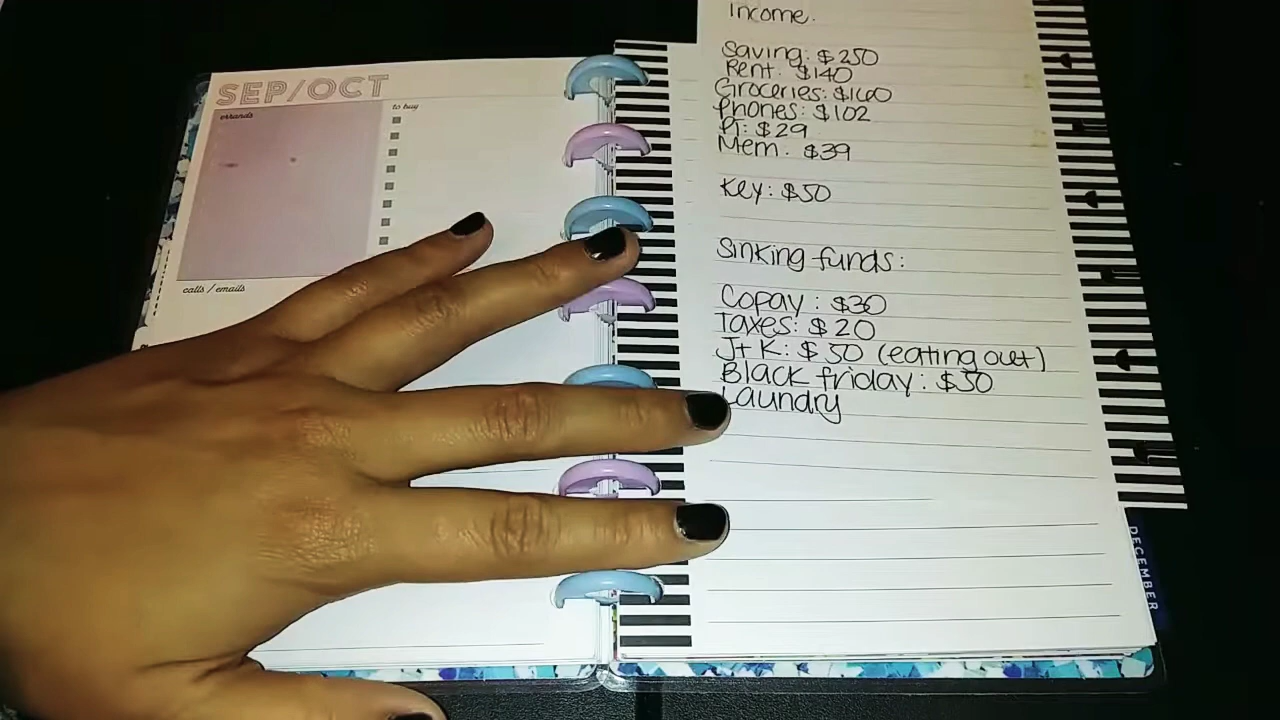 SEP/OCT
errands
to buy
calls / emails
Income.
Saving: $250
Rent: $140
Groceries: $160
Phones: $102
PT: $29
Mem: $39
Key: $50
Sinking funds:
Copay: $30
Taxes: $20
J+K: $50 (eating out)
Black friday: $50
Laundry
DECEMBER